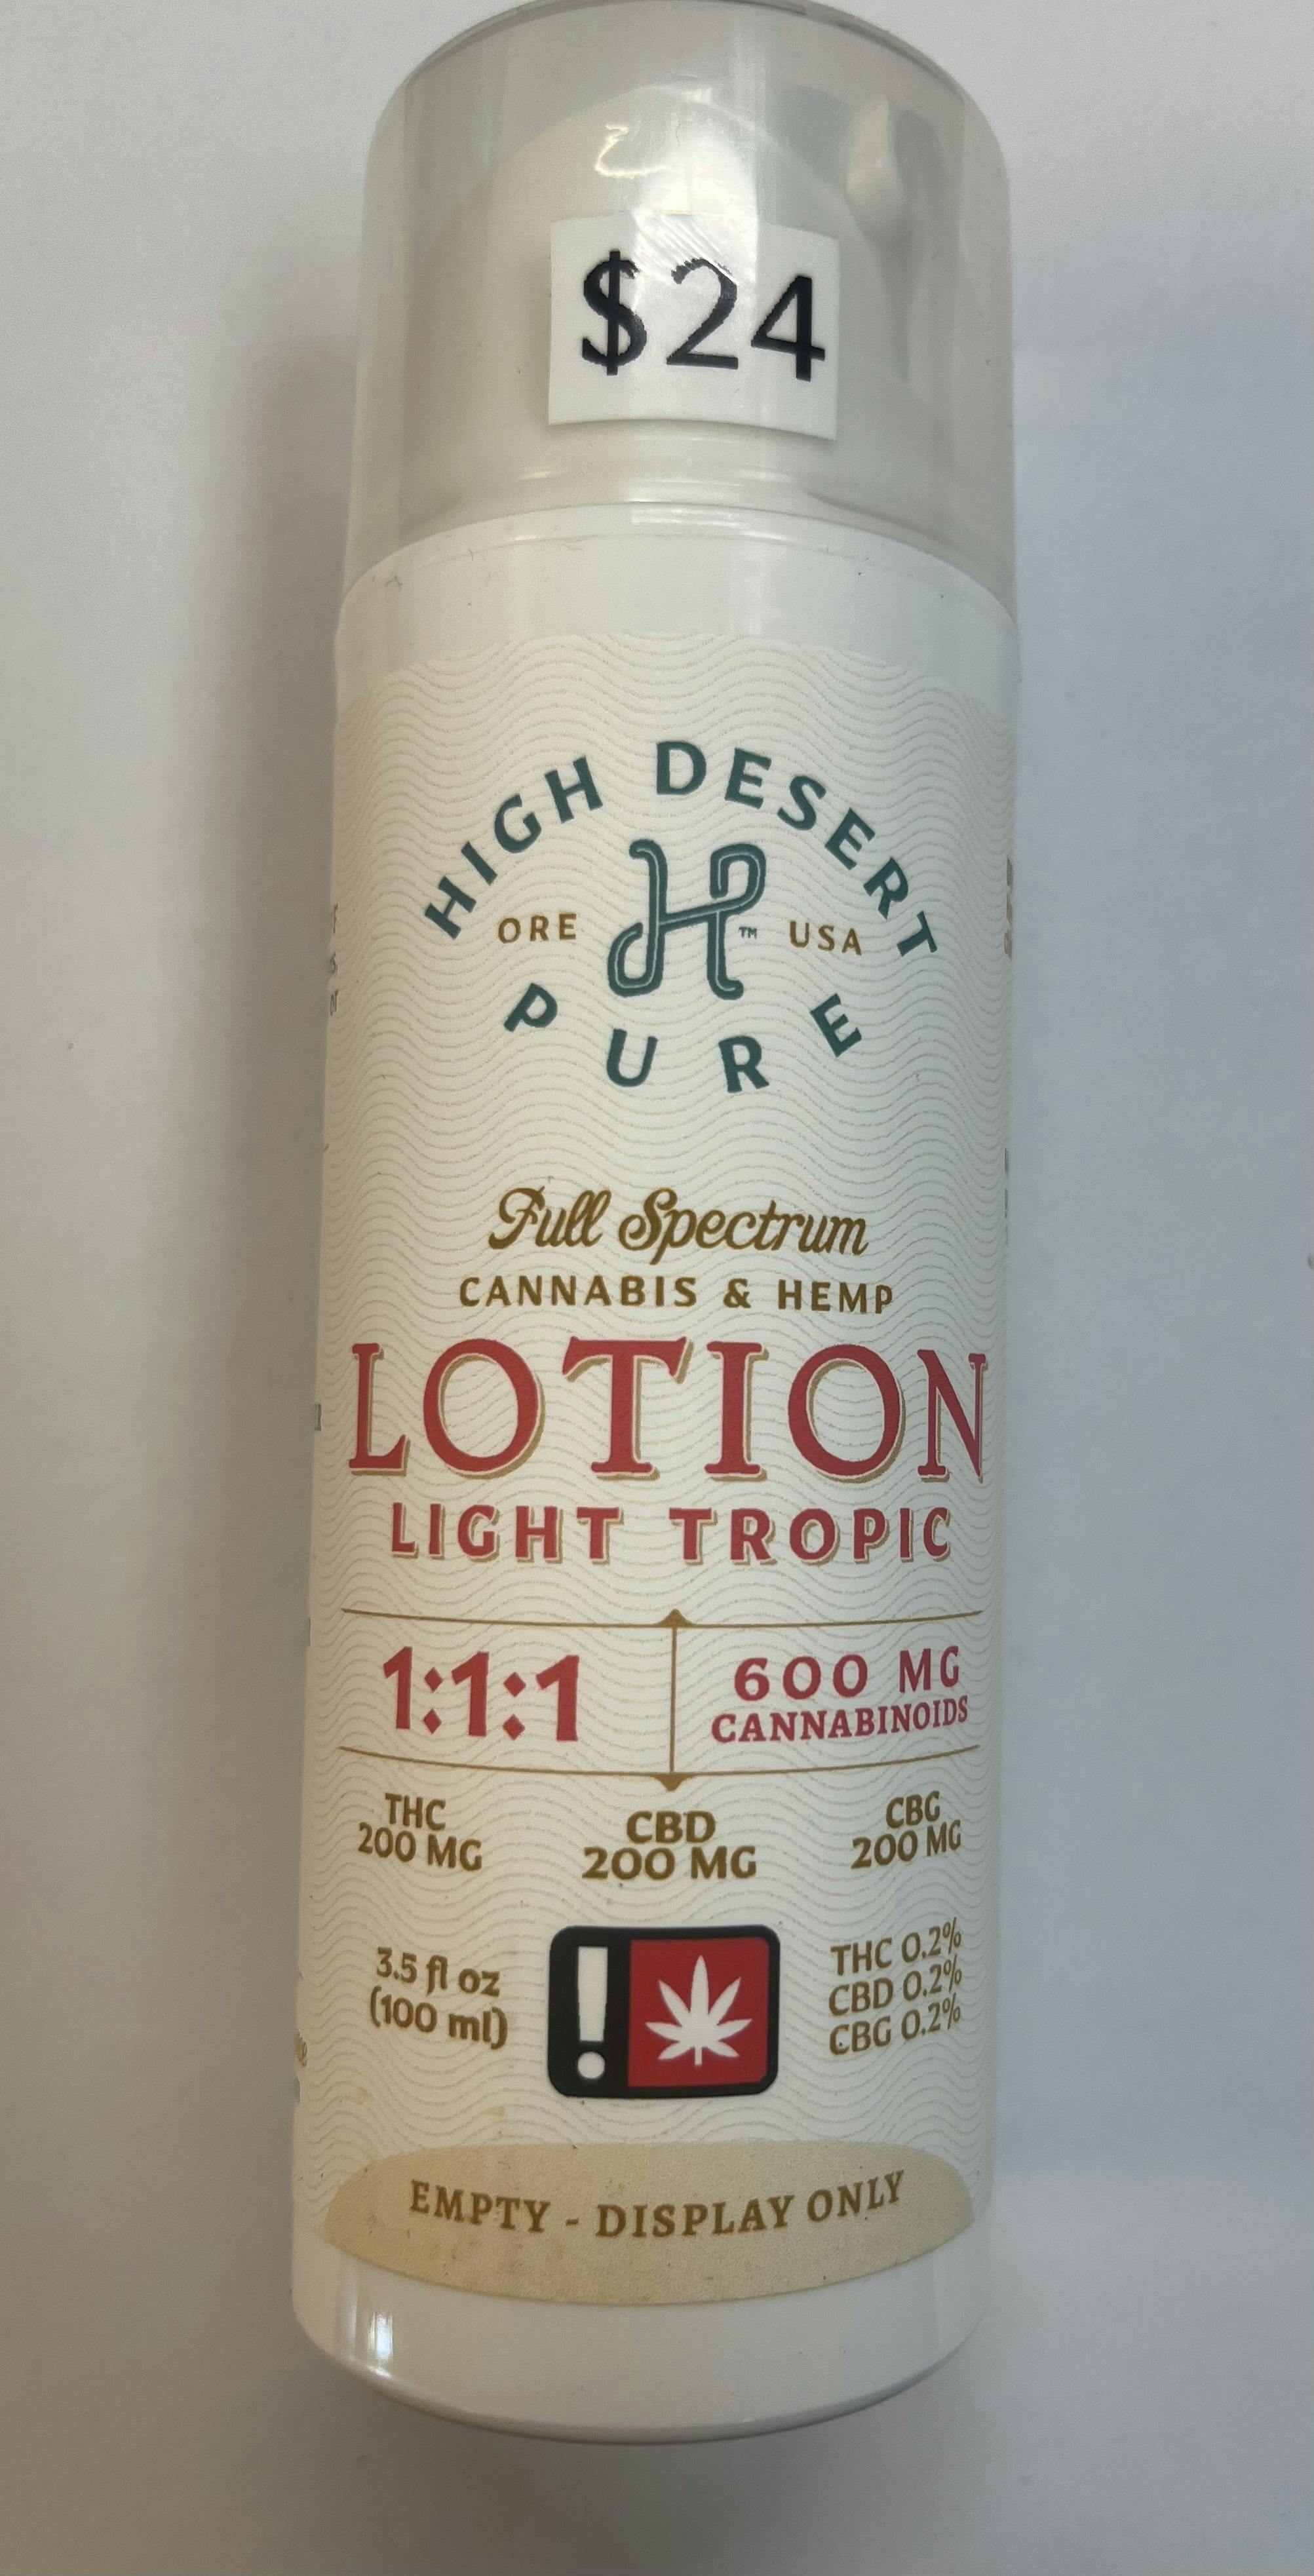 $24
HIGH DESERT
ORE H™ USA
PURE
Full Spectrum
CANNABIS & HEMP
LOTION
LIGHT TROPIC
1:1:1
600 MG
CANNABINOIDS
THC
200 MG
CBD
200 MG
CBG
200 MG
3.5 fl oz
(100 ml)
!
THC 0.2%
CBD 0.2%
CBG 0.2%
EMPTY - DISPLAY ONLY